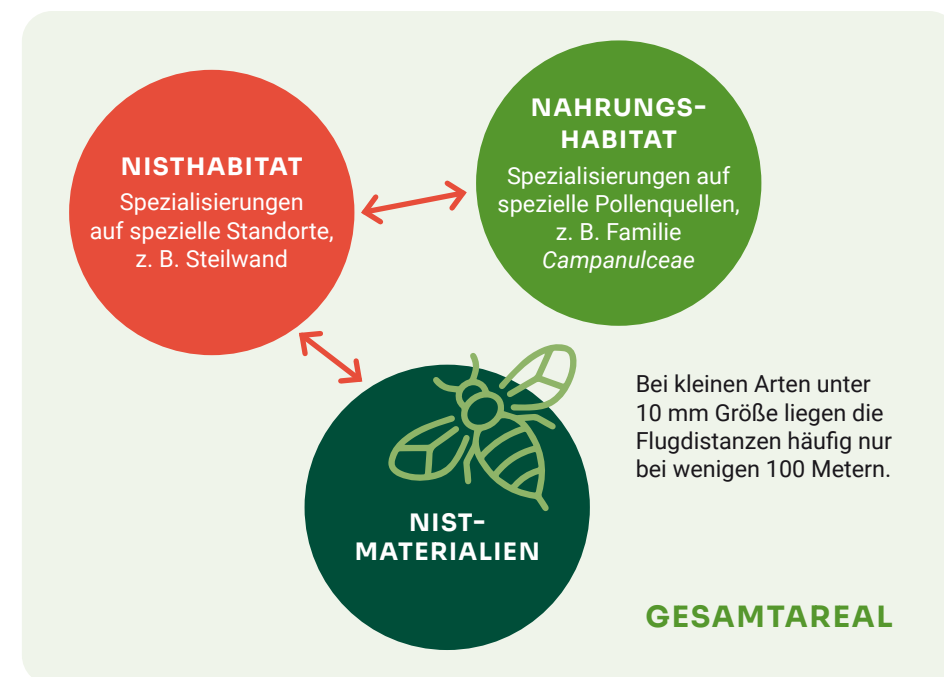 NISTHABITAT
Spezialisierungen
auf spezielle Standorte,
z. B. Steilwand
NAHRUNGS-
HABITAT
Spezialisierungen auf
spezielle Pollenquellen,
z. B. Familie
Campanulceae
NIST-
MATERIALIEN
Bei kleinen Arten unter
10 mm Größe liegen die
Flugdistanzen häufig nur
bei wenigen 100 Metern.
GESAMTAREAL